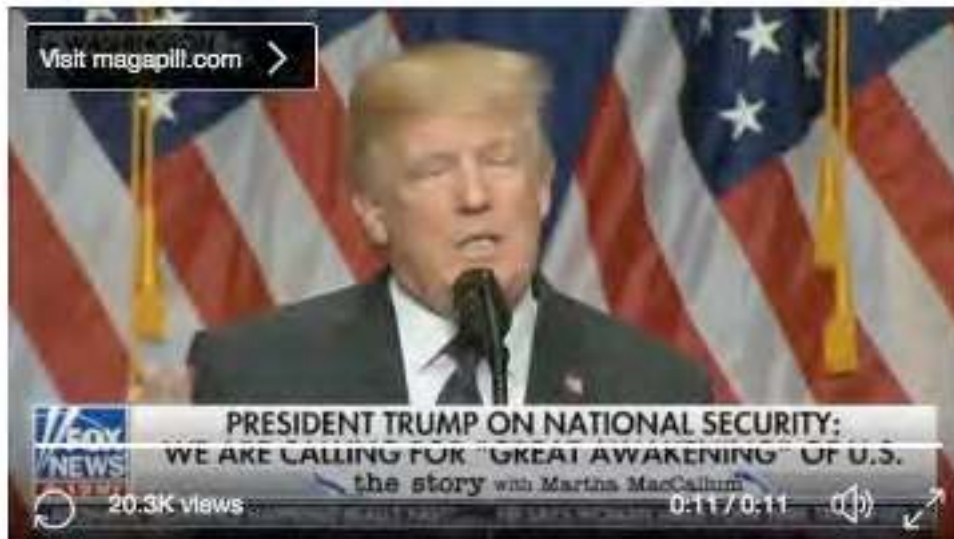 Visit magapill.com
PRESIDENT TRUMP ON NATIONAL SECURITY:
FOX
NEWS
WE ARE CALLING FOR "GREAT AWAKENING" OF U.S.
the story with Martha MacCallum
20.3K views
0:11 / 0:11